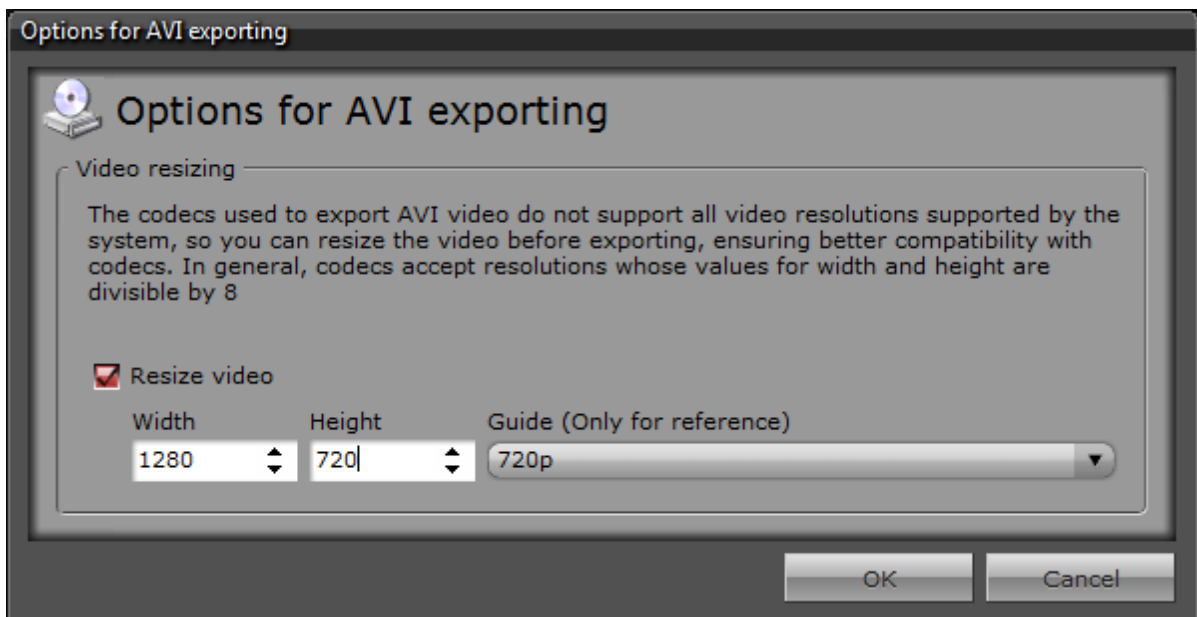 Options for AVI exporting
Options for AVI exporting
Video resizing
The codecs used to export AVI video do not support all video resolutions supported by the
system, so you can resize the video before exporting, ensuring better compatibility with
codecs. In general, codecs accept resolutions whose values for width and height are
divisible by 8
Resize video
Width Height Guide (Only for reference)
1280 720 720p
OK Cancel